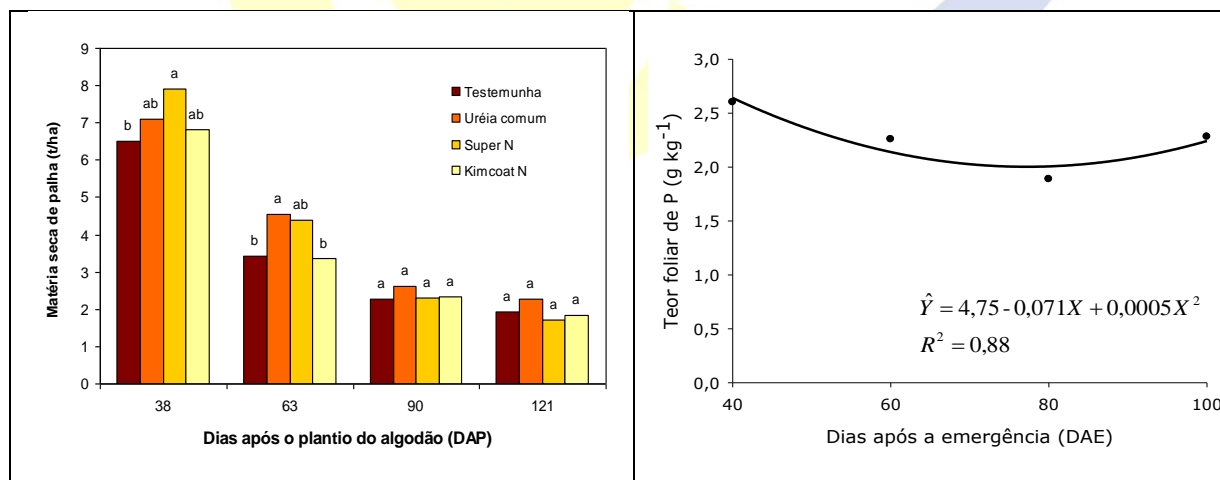 9
8
7
6
5
4
3
2
1
0
Matéria seca de palha (t/ha)
b
ab
a
ab
b
a
ab
b
a
a
a
a
a
a
a
a
Testemunha
Uréia comum
Super N
Kimcoat N
38 63 90 121
Dias após o plantio do algodão (DAP)
3,0
2,5
2,0
1,5
1,0
0,5
0,0
Teor foliar de P (g kg⁻¹)
Ŷ = 4,75 - 0,071X + 0,0005X²
R² = 0,88
40 60 80 100
Dias após a emergência (DAE)